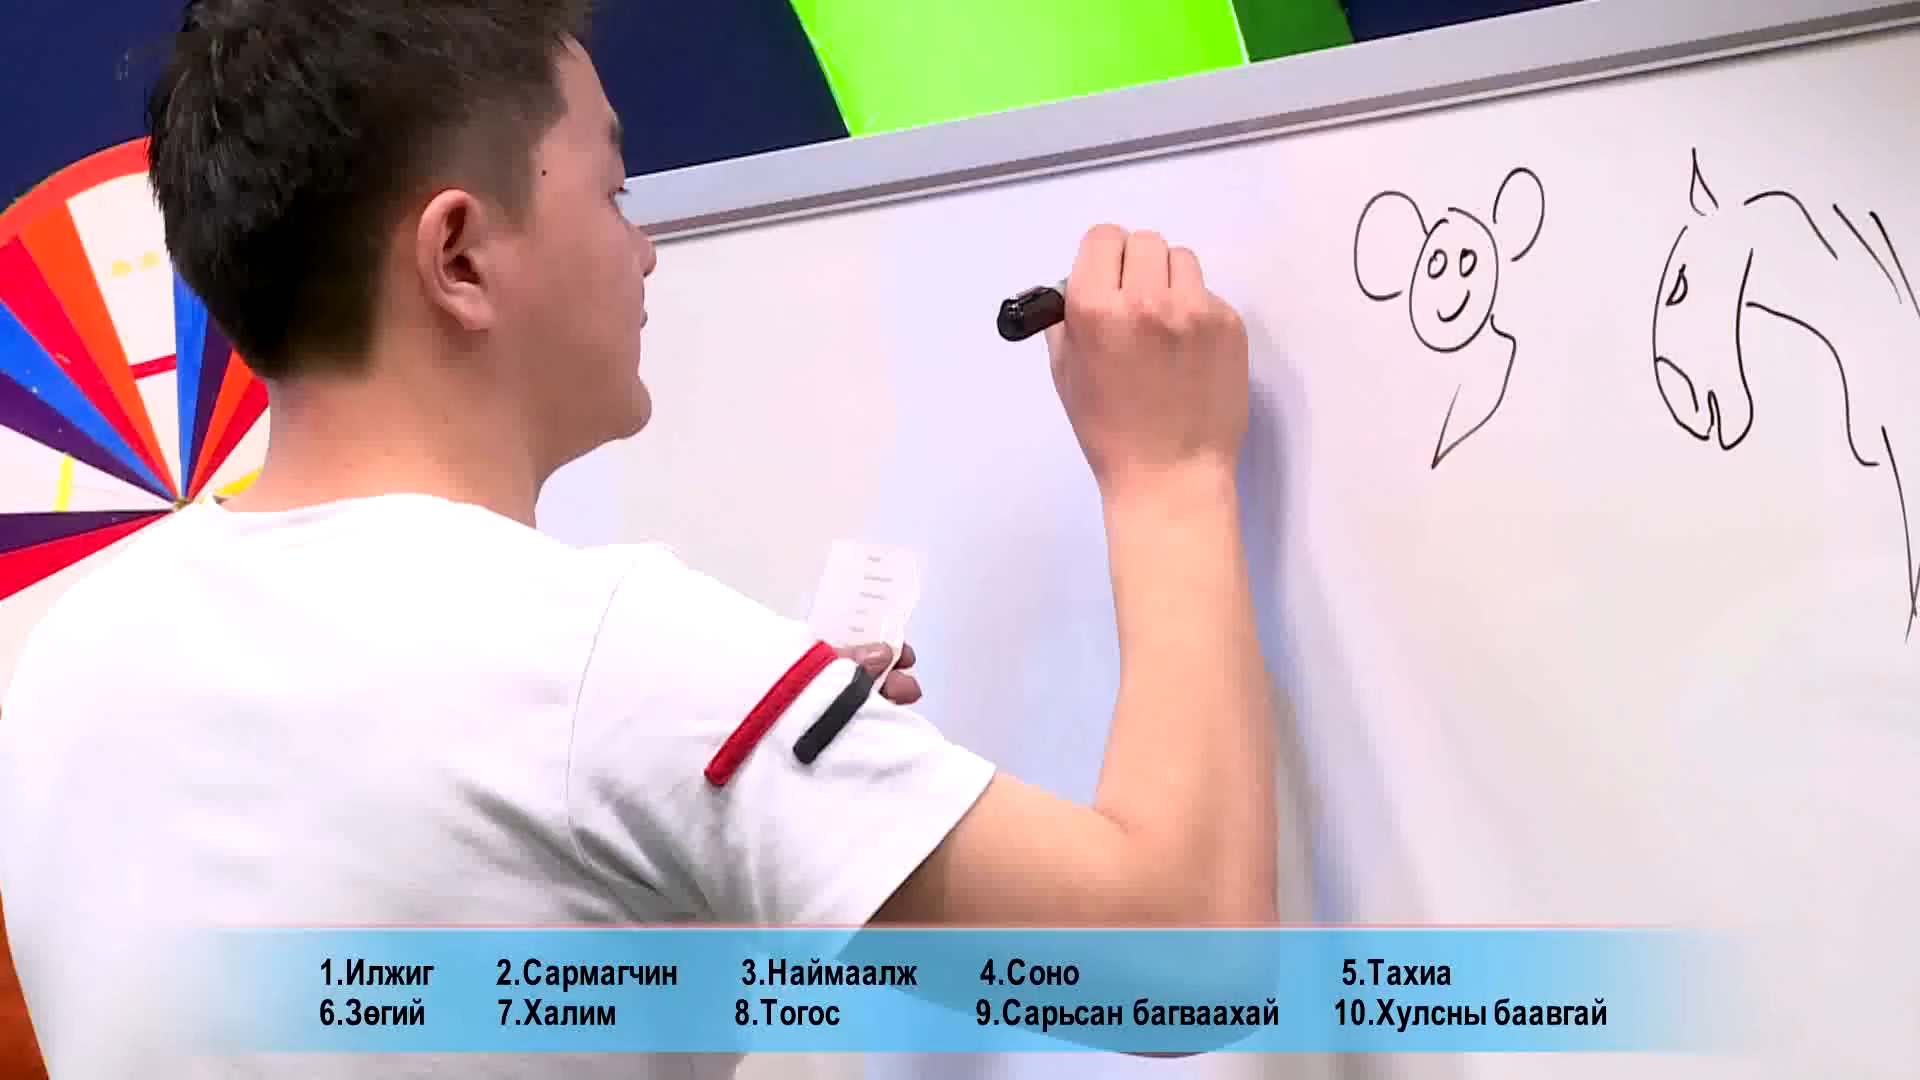 1.Илжиг 2.Сармагчин 3.Наймаалж 4.Соно 5.Тахиа
6.Зөгий 7.Халим 8.Тогос 9.Сарьсан багваахай 10.Хулсны баавгай